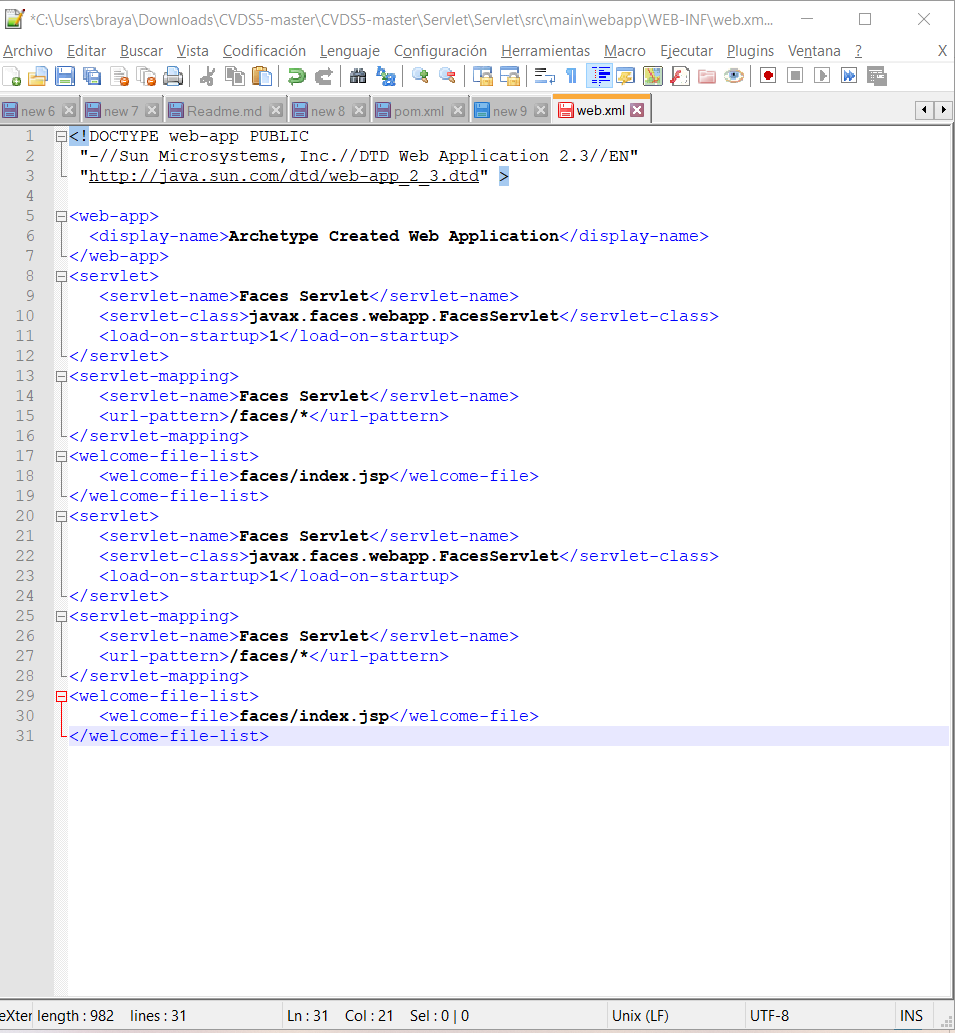 *C:\Users\braya\Downloads\CVDS5-master\CVDS5-master\Servlet\Servlet\src\main\webapp\WEB-INF\web.xm...
Archivo Editar Buscar Vista Codificación Lenguaje Configuración Herramientas Macro Ejecutar Plugins Ventana ? X
new 6 new 7 Readme.md new 8 pom.xml new 9 web.xml
1 <!DOCTYPE web-app PUBLIC
2 "-//Sun Microsystems, Inc.//DTD Web Application 2.3//EN"
3 "http://java.sun.com/dtd/web-app_2_3.dtd" >
4
5 <web-app>
6 <display-name>Archetype Created Web Application</display-name>
7 </web-app>
8 <servlet>
9 <servlet-name>Faces Servlet</servlet-name>
10 <servlet-class>javax.faces.webapp.FacesServlet</servlet-class>
11 <load-on-startup>1</load-on-startup>
12 </servlet>
13 <servlet-mapping>
14 <servlet-name>Faces Servlet</servlet-name>
15 <url-pattern>/faces/*</url-pattern>
16 </servlet-mapping>
17 <welcome-file-list>
18 <welcome-file>faces/index.jsp</welcome-file>
19 </welcome-file-list>
20 <servlet>
21 <servlet-name>Faces Servlet</servlet-name>
22 <servlet-class>javax.faces.webapp.FacesServlet</servlet-class>
23 <load-on-startup>1</load-on-startup>
24 </servlet>
25 <servlet-mapping>
26 <servlet-name>Faces Servlet</servlet-name>
27 <url-pattern>/faces/*</url-pattern>
28 </servlet-mapping>
29 <welcome-file-list>
30 <welcome-file>faces/index.jsp</welcome-file>
31 </welcome-file-list>
eXter length : 982 lines : 31 Ln : 31 Col : 21 Sel : 0 | 0 Unix (LF) UTF-8 INS